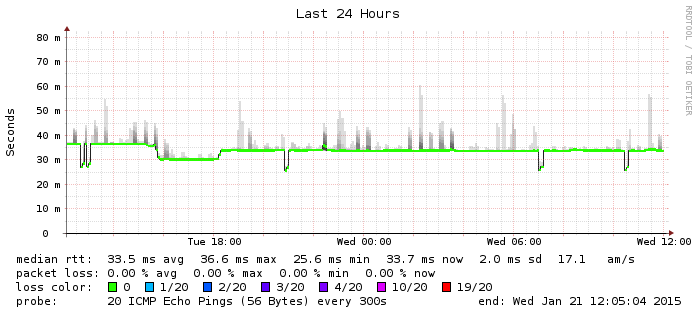 Last 24 Hours
RRDTOOL / TOBI OETIKER
Seconds
80 m
70 m
60 m
50 m
40 m
30 m
20 m
10 m
0
Tue 18:00 Wed 00:00 Wed 06:00 Wed 12:00
median rtt: 33.5 ms avg 36.6 ms max 25.6 ms min 33.7 ms now 2.0 ms sd 17.1 am/s
packet loss: 0.00 % avg 0.00 % max 0.00 % min 0.00 % now
loss color: 0 1/20 2/20 3/20 4/20 10/20 19/20
probe: 20 ICMP Echo Pings (56 Bytes) every 300s end: Wed Jan 21 12:05:04 2015